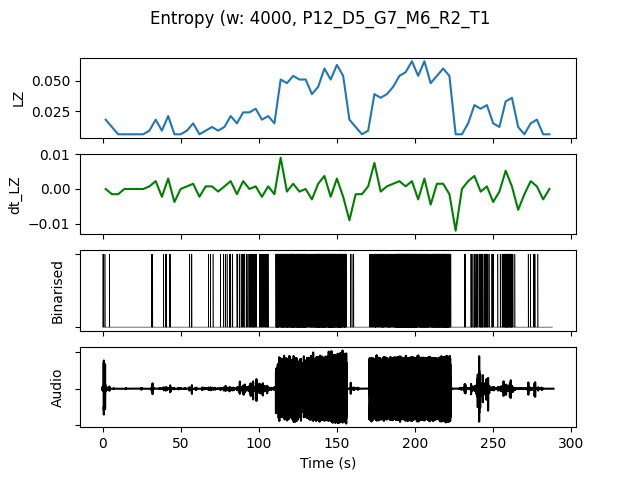 Entropy (w: 4000, P12_D5_G7_M6_R2_T1
LZ
0.050
0.025
dt_LZ
0.01
0.00
−0.01
Binarised
Audio
0
50
100
150
200
250
300
Time (s)